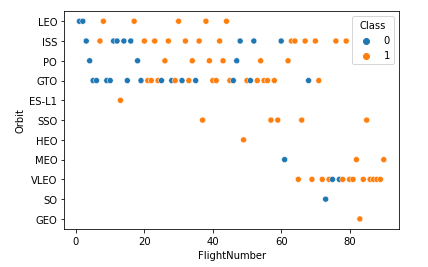 Class
0
1
LEO
ISS
PO
GTO
ES-L1
SSO
HEO
MEO
VLEO
SO
GEO
Orbit
0 20 40 60 80
FlightNumber